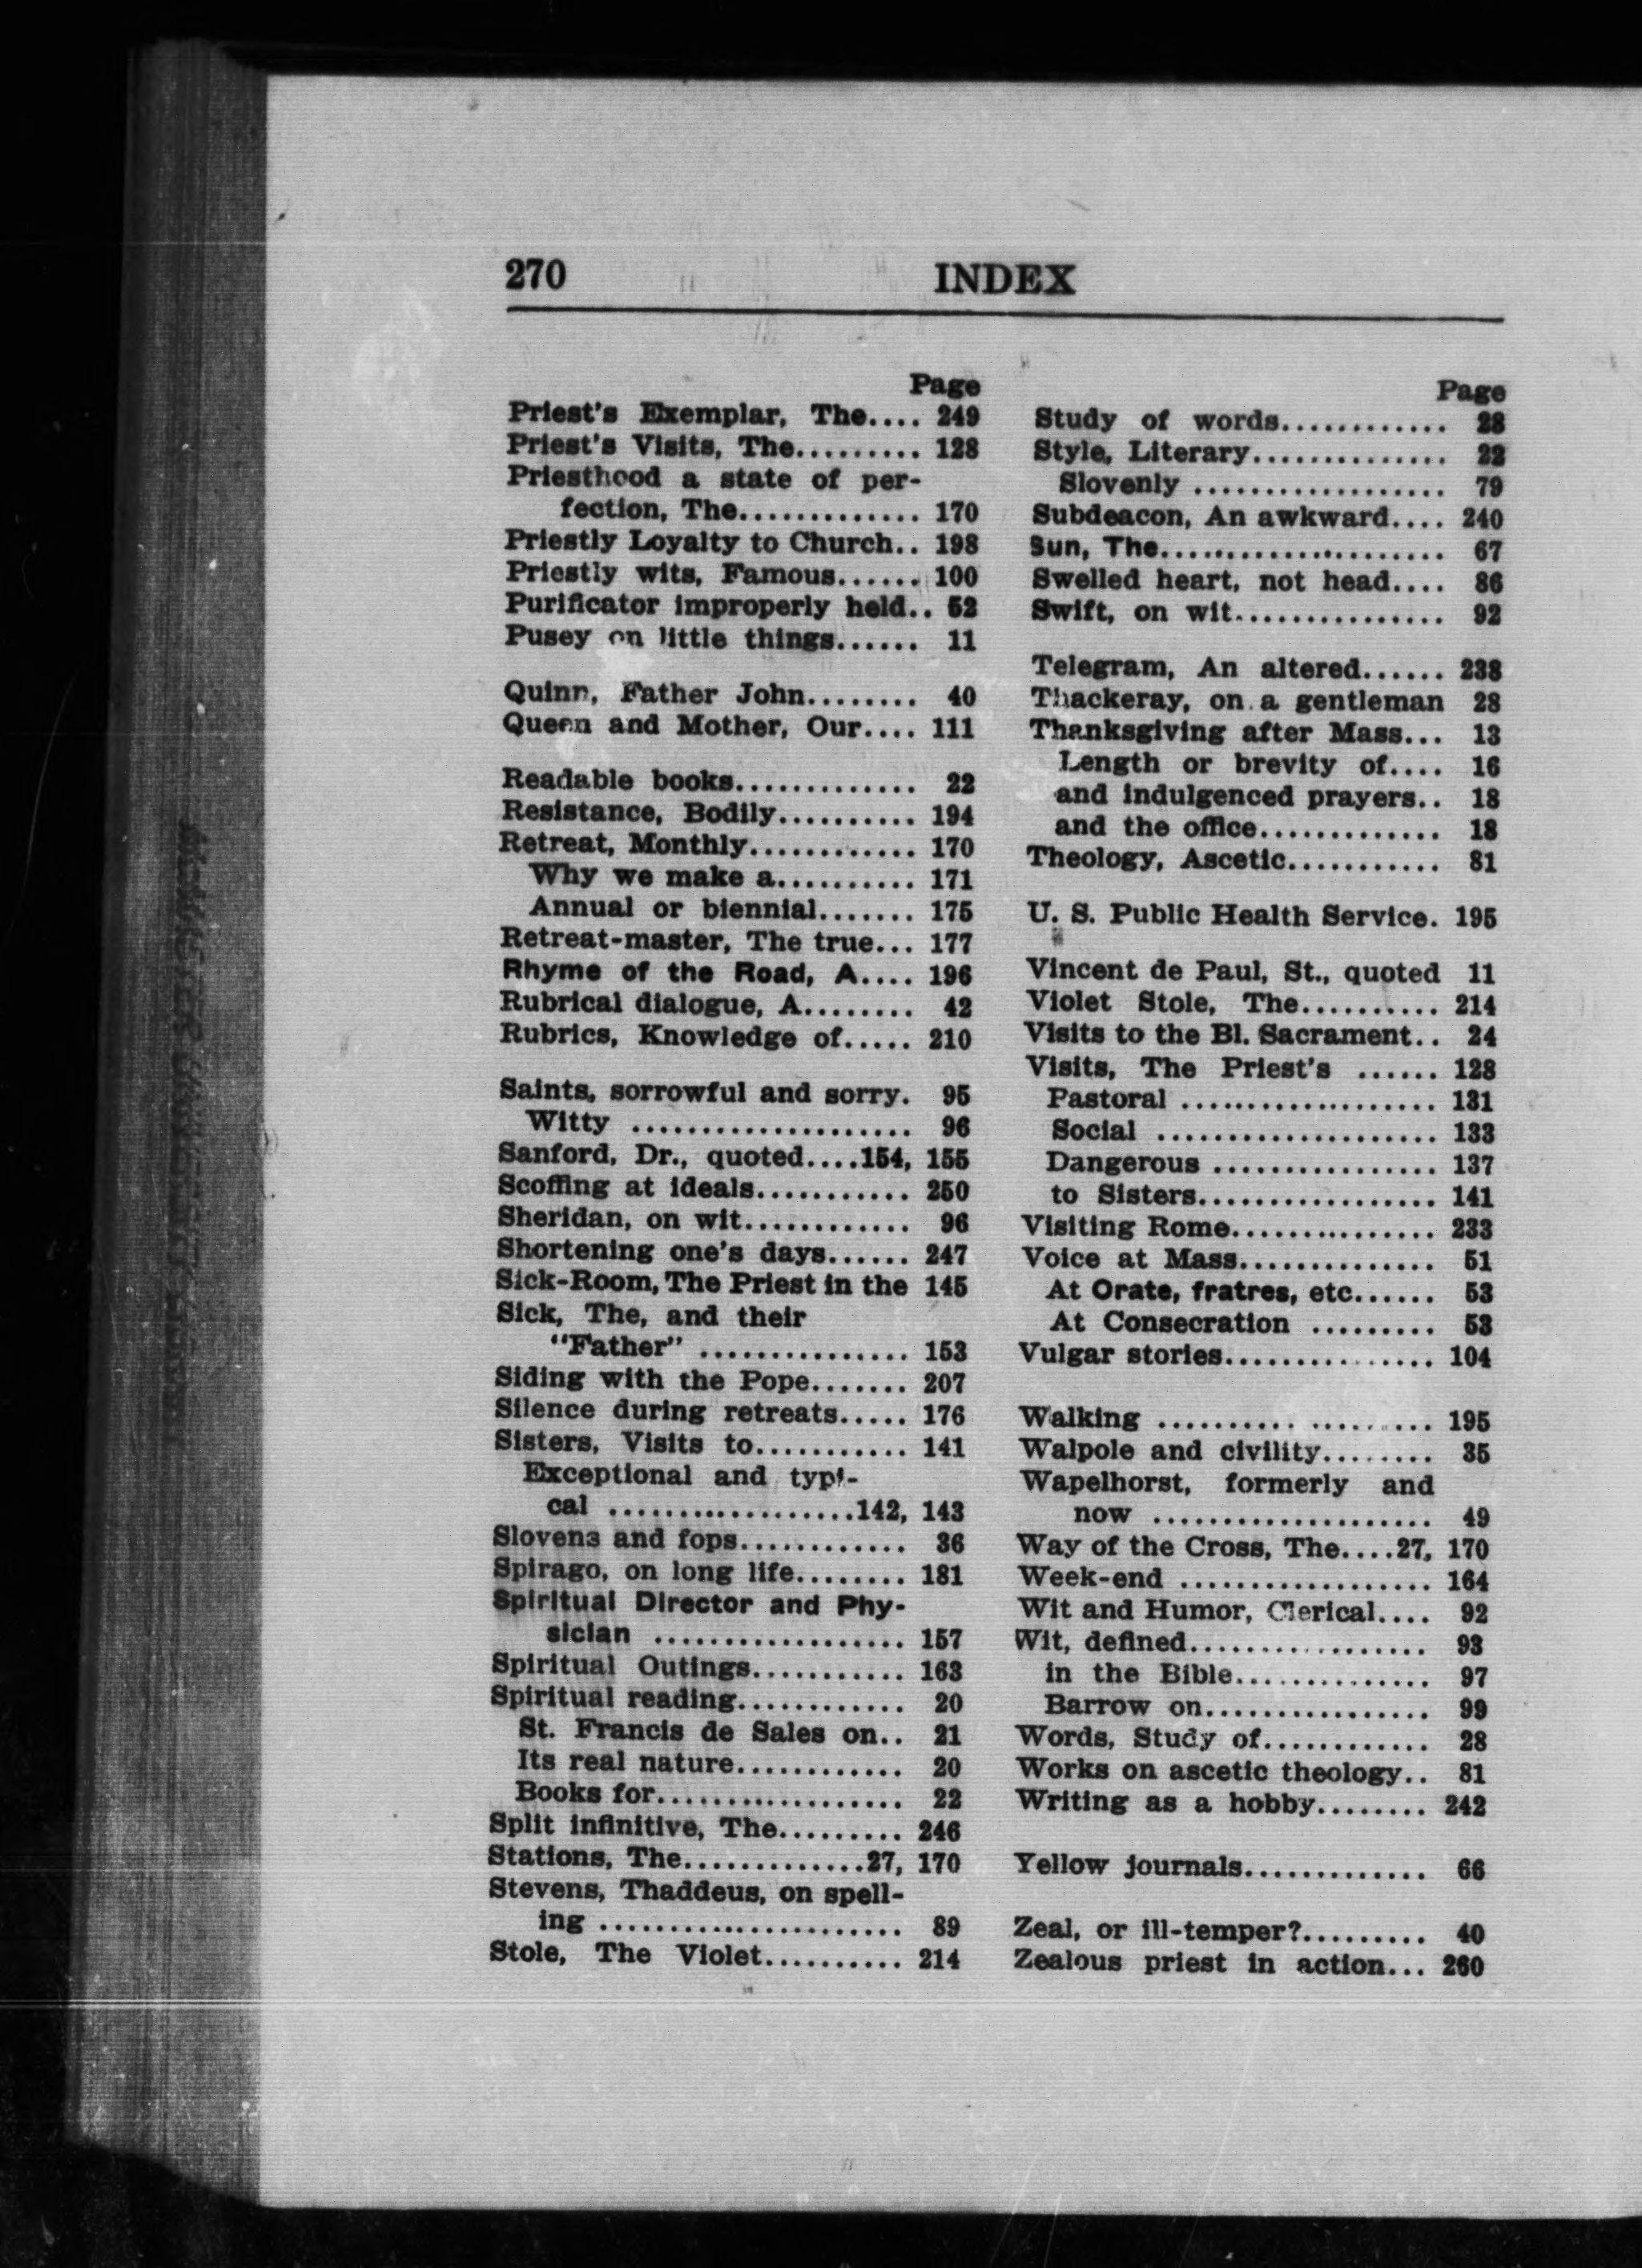 270 INDEX
Page
Priest's Exemplar, The.... 249
Priest's Visits, The......... 128
Priesthood a state of per-
fection, The............. 170
Priestly Loyalty to Church.. 198
Priestly wits, Famous...... 100
Purificator improperly held.. 52
Pusey on little things...... 11
Quinn, Father John........ 40
Queen and Mother, Our.... 111
Readable books............. 22
Resistance, Bodily.......... 194
Retreat, Monthly............ 170
Why we make a.......... 171
Annual or biennial....... 175
Retreat-master, The true... 177
Rhyme of the Road, A.... 196
Rubrical dialogue, A........ 42
Rubrics, Knowledge of..... 210
Saints, sorrowful and sorry. 95
Witty .................... 96
Sanford, Dr., quoted....154, 155
Scoffing at ideals........... 250
Sheridan, on wit............ 96
Shortening one's days...... 247
Sick-Room, The Priest in the 145
Sick, The, and their
"Father" ............... 153
Siding with the Pope....... 207
Silence during retreats..... 176
Sisters, Visits to........... 141
Exceptional and typi-
cal ..................142, 143
Slovens and fops............ 36
Spirago, on long life........ 181
Spiritual Director and Phy-
sician .................. 157
Spiritual Outings........... 163
Spiritual reading............ 20
St. Francis de Sales on.. 21
Its real nature............ 20
Books for.................. 22
Split infinitive, The......... 246
Stations, The.............27, 170
Stevens, Thaddeus, on spell-
ing ...................... 89
Stole, The Violet.......... 214
Page
Study of words............ 28
Style, Literary.............. 22
Slovenly .................. 79
Subdeacon, An awkward.... 240
Sun, The.................... 67
Swelled heart, not head.... 86
Swift, on wit............... 92
Telegram, An altered...... 238
Thackeray, on a gentleman 28
Thanksgiving after Mass... 13
Length or brevity of.... 16
and indulgenced prayers.. 18
and the office............. 18
Theology, Ascetic........... 81
U. S. Public Health Service. 195
Vincent de Paul, St., quoted 11
Violet Stole, The.......... 214
Visits to the Bl. Sacrament.. 24
Visits, The Priest's ...... 128
Pastoral .................. 131
Social .................... 133
Dangerous ................ 137
to Sisters................. 141
Visiting Rome............... 233
Voice at Mass.............. 51
At Orate, fratres, etc...... 53
At Consecration ......... 53
Vulgar stories............... 104
Walking ................... 195
Walpole and civility........ 35
Wapelhorst, formerly and
now .................... 49
Way of the Cross, The....27, 170
Week-end .................. 164
Wit and Humor, Clerical.... 92
Wit, defined................. 93
in the Bible.............. 97
Barrow on................ 99
Words, Study of............ 28
Works on ascetic theology.. 81
Writing as a hobby........ 242
Yellow journals............. 66
Zeal, or ill-temper?......... 40
Zealous priest in action... 260